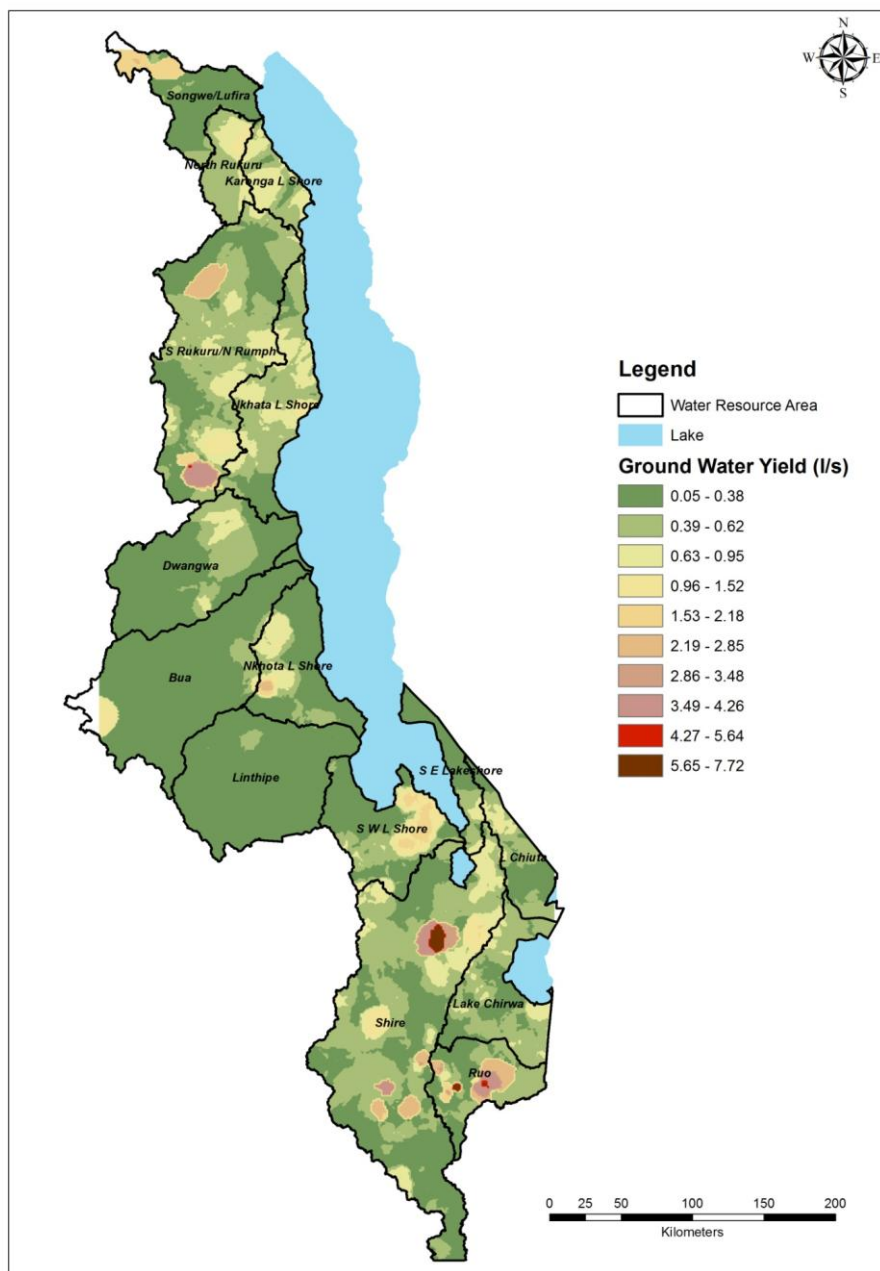 N
W E
S
Songwe/Lufira
North Rukuru
Karonga L Shore
S Rukuru/N Rumph
Nkhata L Shore
Legend
Water Resource Area
Lake
Ground Water Yield (l/s)
0.05 - 0.38
0.39 - 0.62
0.63 - 0.95
0.96 - 1.52
1.53 - 2.18
2.19 - 2.85
2.86 - 3.48
3.49 - 4.26
4.27 - 5.64
5.65 - 7.72
Dwangwa
Nkhota L Shore
Bua
Linthipe
S E Lakeshore
S W L Shore
L Chiuta
Lake Chirwa
Shire
Ruo
0 25 50 100 150 200
Kilometers